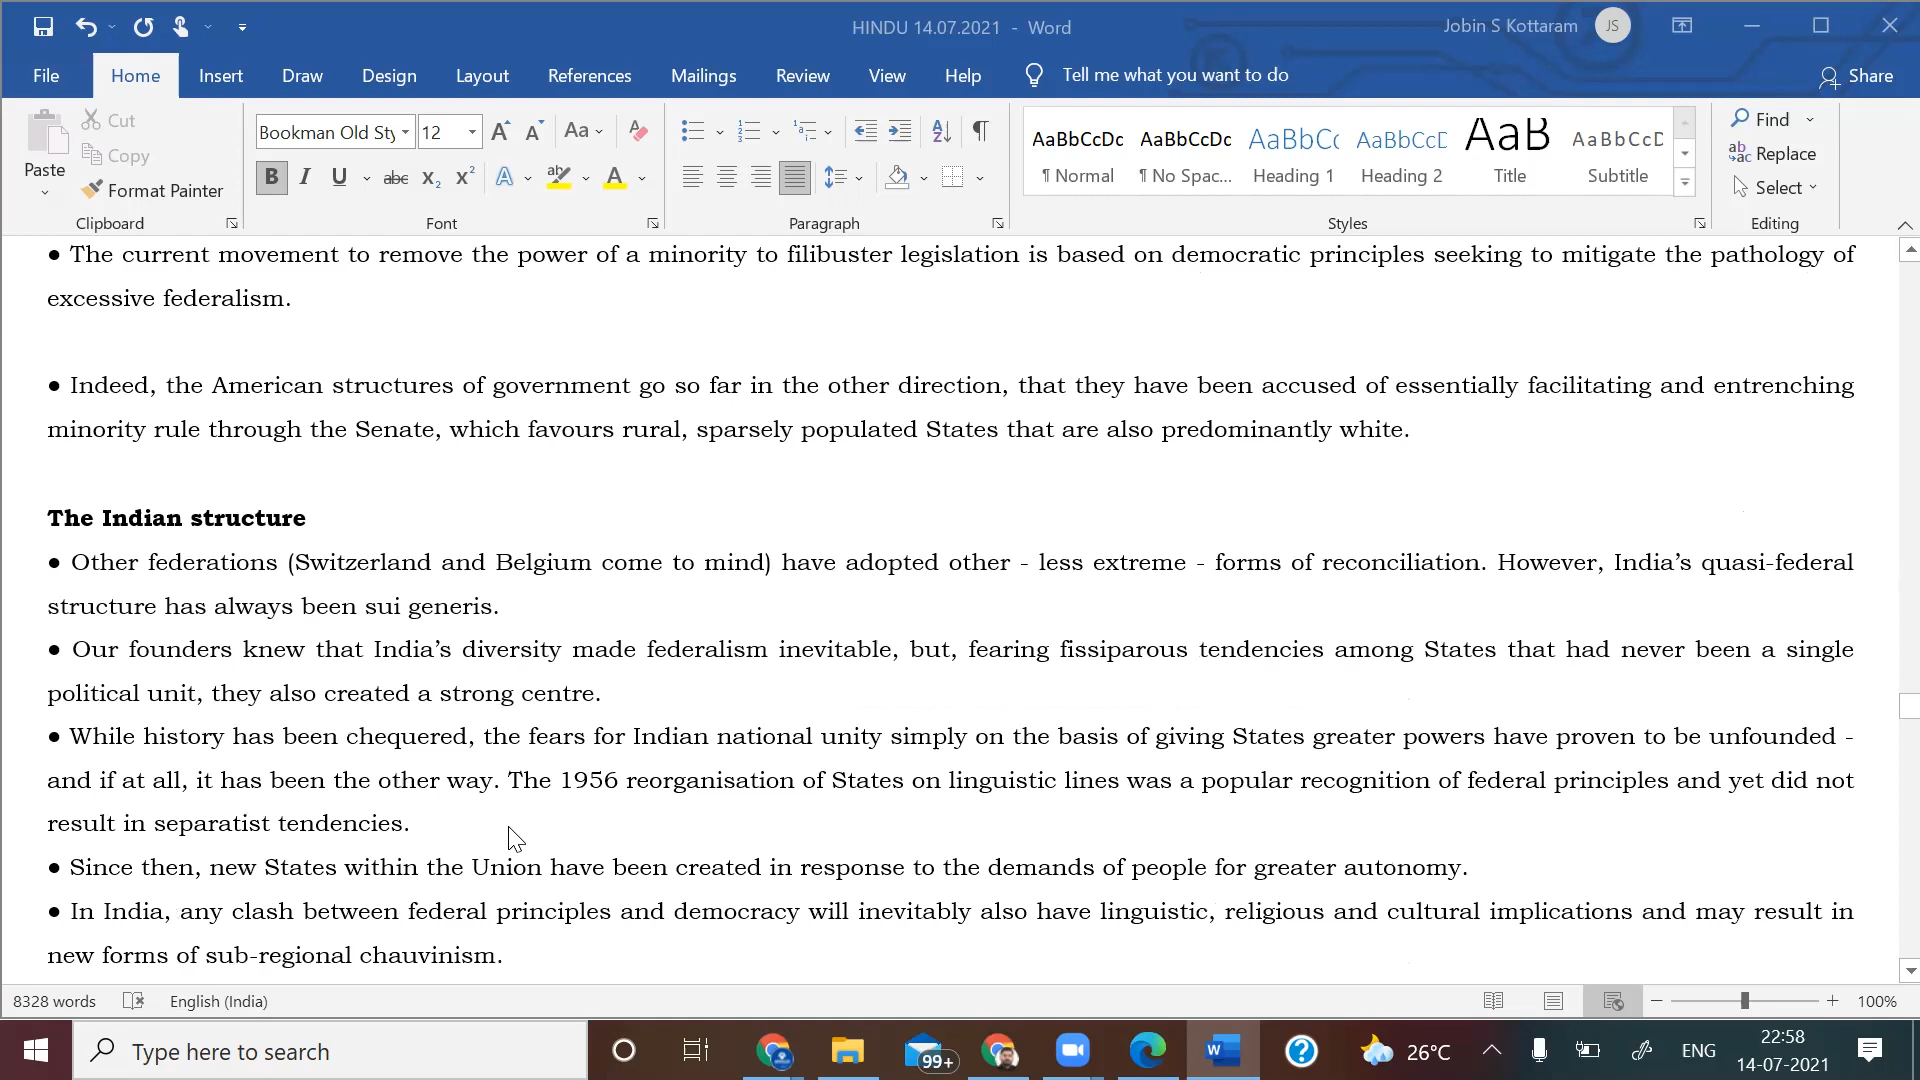 HINDU 14.07.2021 - Word
Jobin S Kottaram
JS
File Home Insert Draw Design Layout References Mailings Review View Help Tell me what you want to do Share
Paste
Cut
Copy
Format Painter
Clipboard
Bookman Old Sty 12
Font
Paragraph
AaBbCcDc AaBbCcDc AaBbCc AaBbCcD AaB AaBbCcD
¶ Normal ¶ No Spac... Heading 1 Heading 2 Title Subtitle
Styles
Find
Replace
Select
Editing
● The current movement to remove the power of a minority to filibuster legislation is based on democratic principles seeking to mitigate the pathology of
excessive federalism.
● Indeed, the American structures of government go so far in the other direction, that they have been accused of essentially facilitating and entrenching
minority rule through the Senate, which favours rural, sparsely populated States that are also predominantly white.
The Indian structure
● Other federations (Switzerland and Belgium come to mind) have adopted other - less extreme - forms of reconciliation. However, India's quasi-federal
structure has always been sui generis.
● Our founders knew that India's diversity made federalism inevitable, but, fearing fissiparous tendencies among States that had never been a single
political unit, they also created a strong centre.
● While history has been chequered, the fears for Indian national unity simply on the basis of giving States greater powers have proven to be unfounded -
and if at all, it has been the other way. The 1956 reorganisation of States on linguistic lines was a popular recognition of federal principles and yet did not
result in separatist tendencies.
● Since then, new States within the Union have been created in response to the demands of people for greater autonomy.
● In India, any clash between federal principles and democracy will inevitably also have linguistic, religious and cultural implications and may result in
new forms of sub-regional chauvinism.
8328 words English (India) 100%
Type here to search
99+
26°C
ENG
22:58
14-07-2021